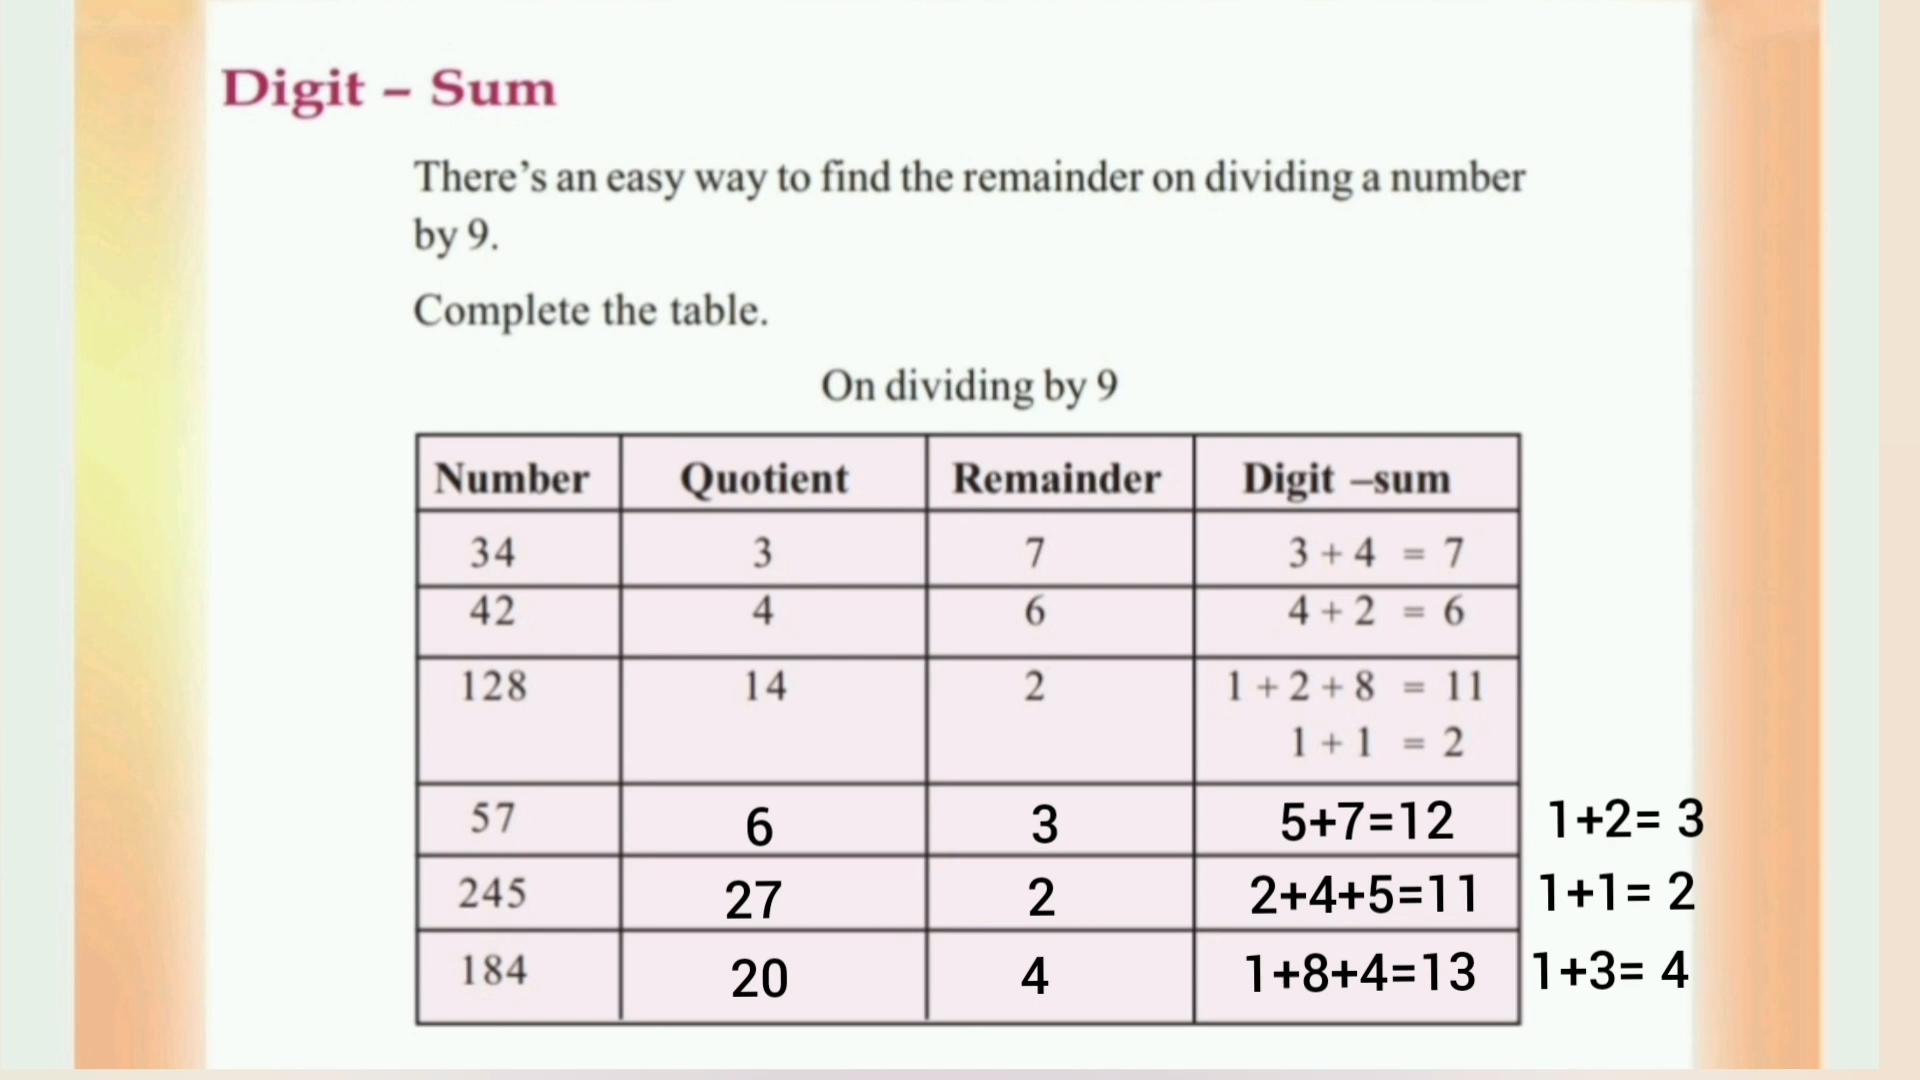 Digit – Sum
There’s an easy way to find the remainder on dividing a number
by 9.
Complete the table.
On dividing by 9
Number Quotient Remainder Digit –sum
34 3 7 3 + 4 = 7
42 4 6 4 + 2 = 6
128 14 2 1 + 2 + 8 = 11
1 + 1 = 2
57 6 3 5+7=12 1+2= 3
245 27 2 2+4+5=11 1+1= 2
184 20 4 1+8+4=13 1+3= 4